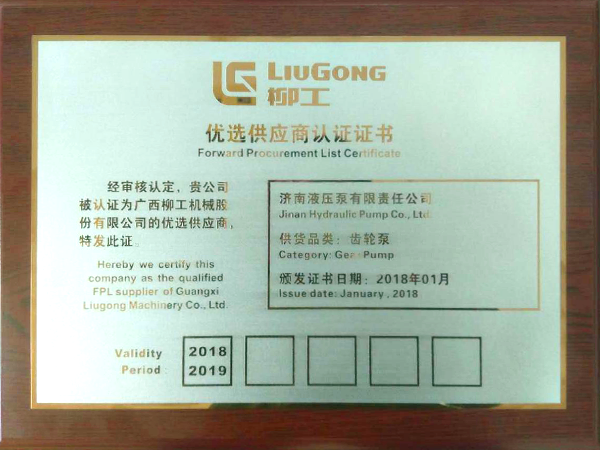 LIUGONG
柳工
优选供应商认证证书
Forward Procurement List Certificate
经审核认定，贵公司
被认证为广西柳工机械股
份有限公司的优选供应商，
特发此证。
Hereby we certify this
company as the qualified
FPL supplier of Guangxi
Liugong Machinery Co., Ltd.
济南液压泵有限责任公司
Jinan Hydraulic Pump Co., Ltd.
供货品类：齿轮泵
Category: Gear Pump
颁发证书日期：2018年01月
Issue date: January , 2018
Validity
Period :
2018
2019